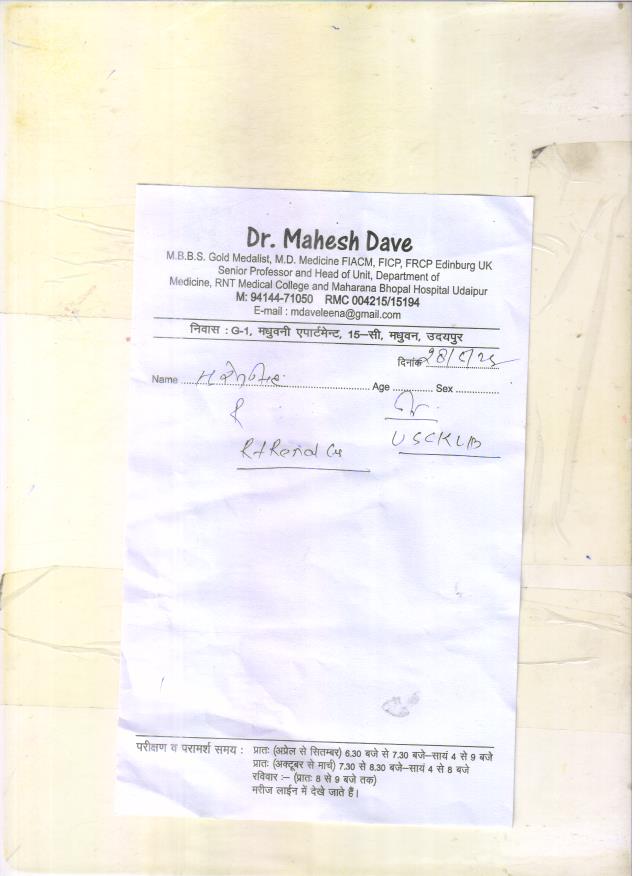 Dr. Mahesh Dave
M.B.B.S. Gold Medalist, M.D. Medicine FIACM, FICP, FRCP Edinburg UK
Senior Professor and Head of Unit, Department of
Medicine, RNT Medical College and Maharana Bhopal Hospital Udaipur
M: 94144-71050 RMC 004215/15194
E-mail : mdaveleena@gmail.com
निवास : G-1, मधुवनी एपार्टमेन्ट, 15–सी, मधुवन, उदयपुर
दिनांक
Name Age Sex
R
Rt Renal
USG KUB
परीक्षण व परामर्श समय : प्रातः (अप्रेल से सितम्बर) 6.30 बजे से 7.30 बजे–सायं 4 से 9 बजे
प्रातः (अक्टूबर से मार्च) 7.30 से 8.30 बजे–सायं 4 से 8 बजे
रविवार :– (प्रातः 8 से 9 बजे तक)
मरीज लाईन में देखे जाते हैं।